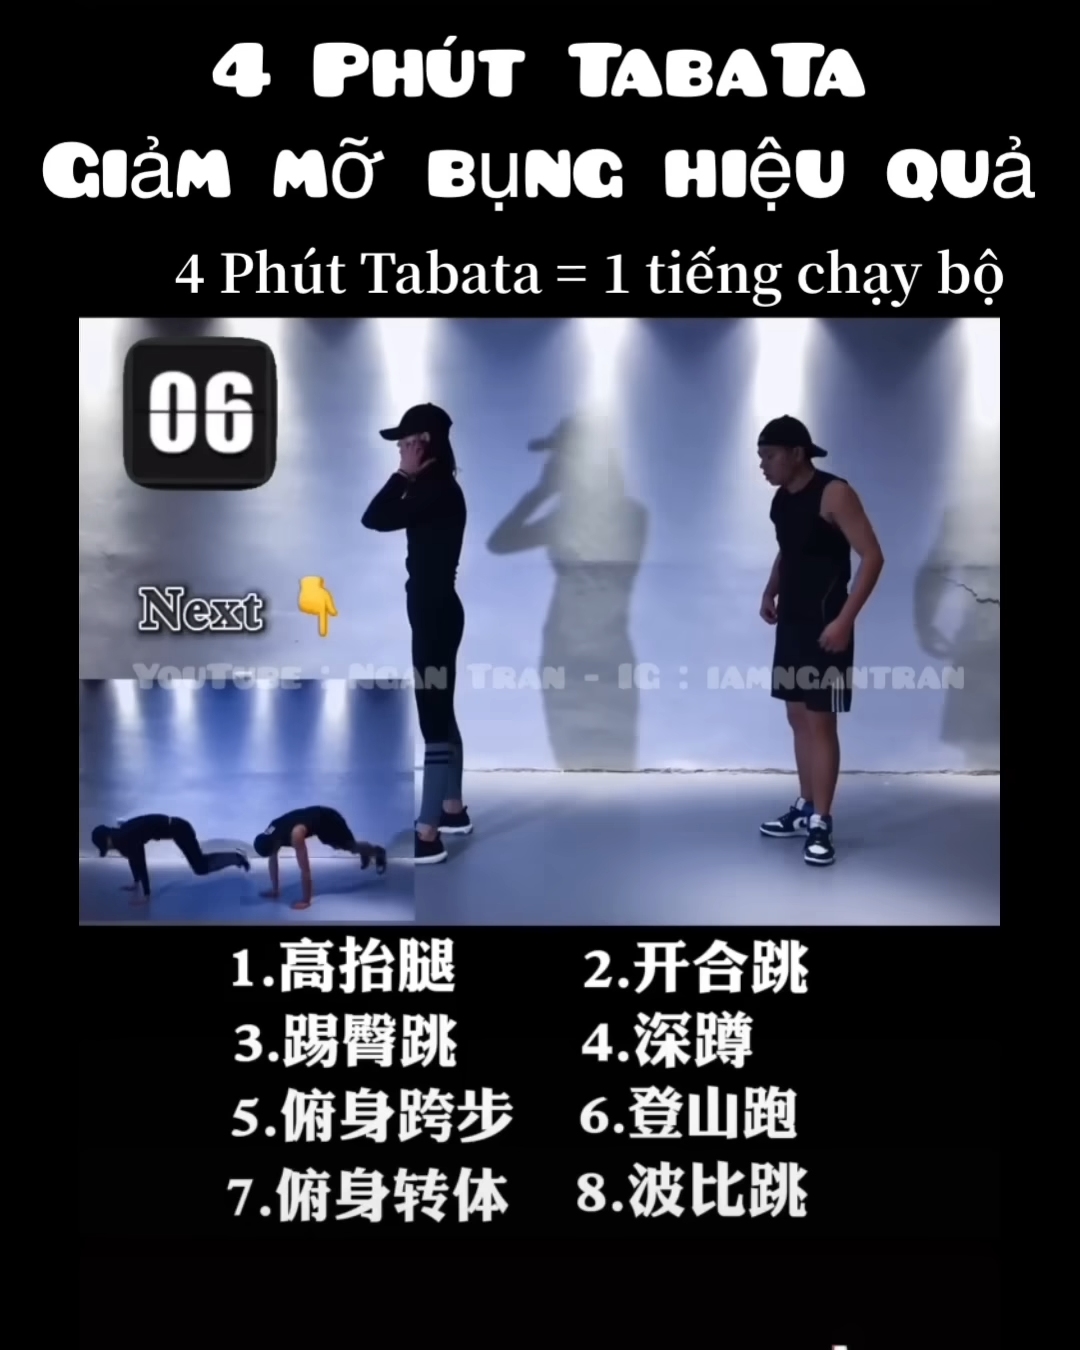 4 Phút Tabata
Giảm mỡ bụng hiệu quả
4 Phút Tabata = 1 tiếng chạy bộ
06
Next
YouTube : Ngan Tran - IG : iamngantran
1.高抬腿 2.开合跳
3.踢臀跳 4.深蹲
5.俯身跨步 6.登山跑
7.俯身转体 8.波比跳